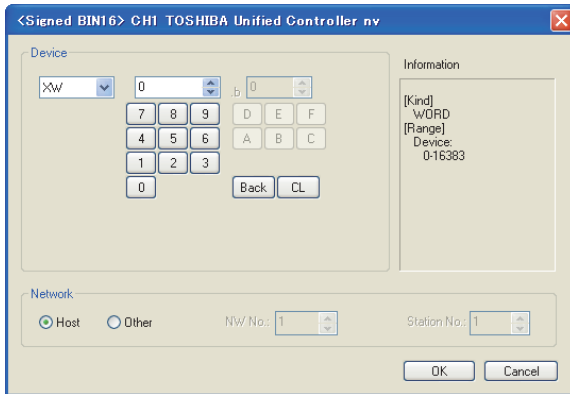 <Signed BIN16> CH1 TOSHIBA Unified Controller nv
Device
XW 0 .b 0
7 8 9 D E F
4 5 6 A B C
1 2 3
0 Back CL
Information
[Kind]
WORD
[Range]
Device:
0-16383
Network
Host Other NW No.: 1 Station No.: 1
OK Cancel